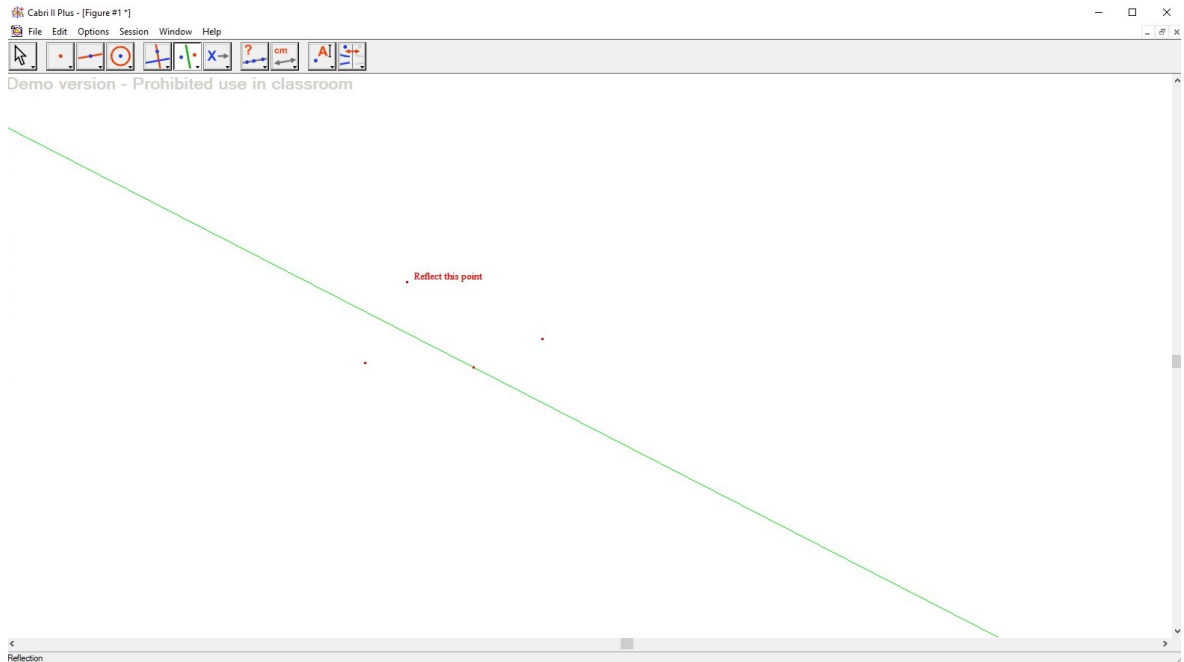 Cabri II Plus - [Figure #1 *]
File Edit Options Session Window Help
X ? cm A
Demo version - Prohibited use in classroom
Reflect this point
Reflection